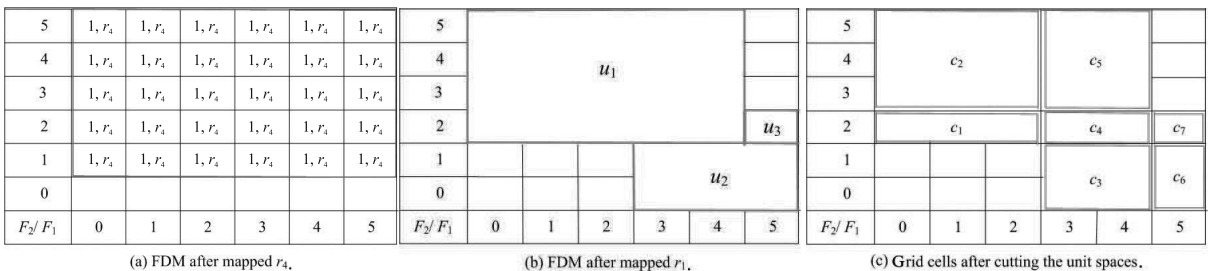 5 1, r₄ 1, r₄ 1, r₄ 1, r₄ 1, r₄ 1, r₄
4 1, r₄ 1, r₄ 1, r₄ 1, r₄ 1, r₄ 1, r₄
3 1, r₄ 1, r₄ 1, r₄ 1, r₄ 1, r₄ 1, r₄
2 1, r₄ 1, r₄ 1, r₄ 1, r₄ 1, r₄ 1, r₄
1 1, r₄ 1, r₄ 1, r₄ 1, r₄ 1, r₄ 1, r₄
0
F₂/ F₁ 0 1 2 3 4 5
(a) FDM after mapped r₄.
5
4 u₁
3
2 u₃
1 u₂
0
F₂/ F₁ 0 1 2 3 4 5
(b) FDM after mapped r₁.
5
4 c₂ c₅
3
2 c₁ c₄ c₇
1 c₃ c₆
0
F₂/ F₁ 0 1 2 3 4 5
(c) Grid cells after cutting the unit spaces.